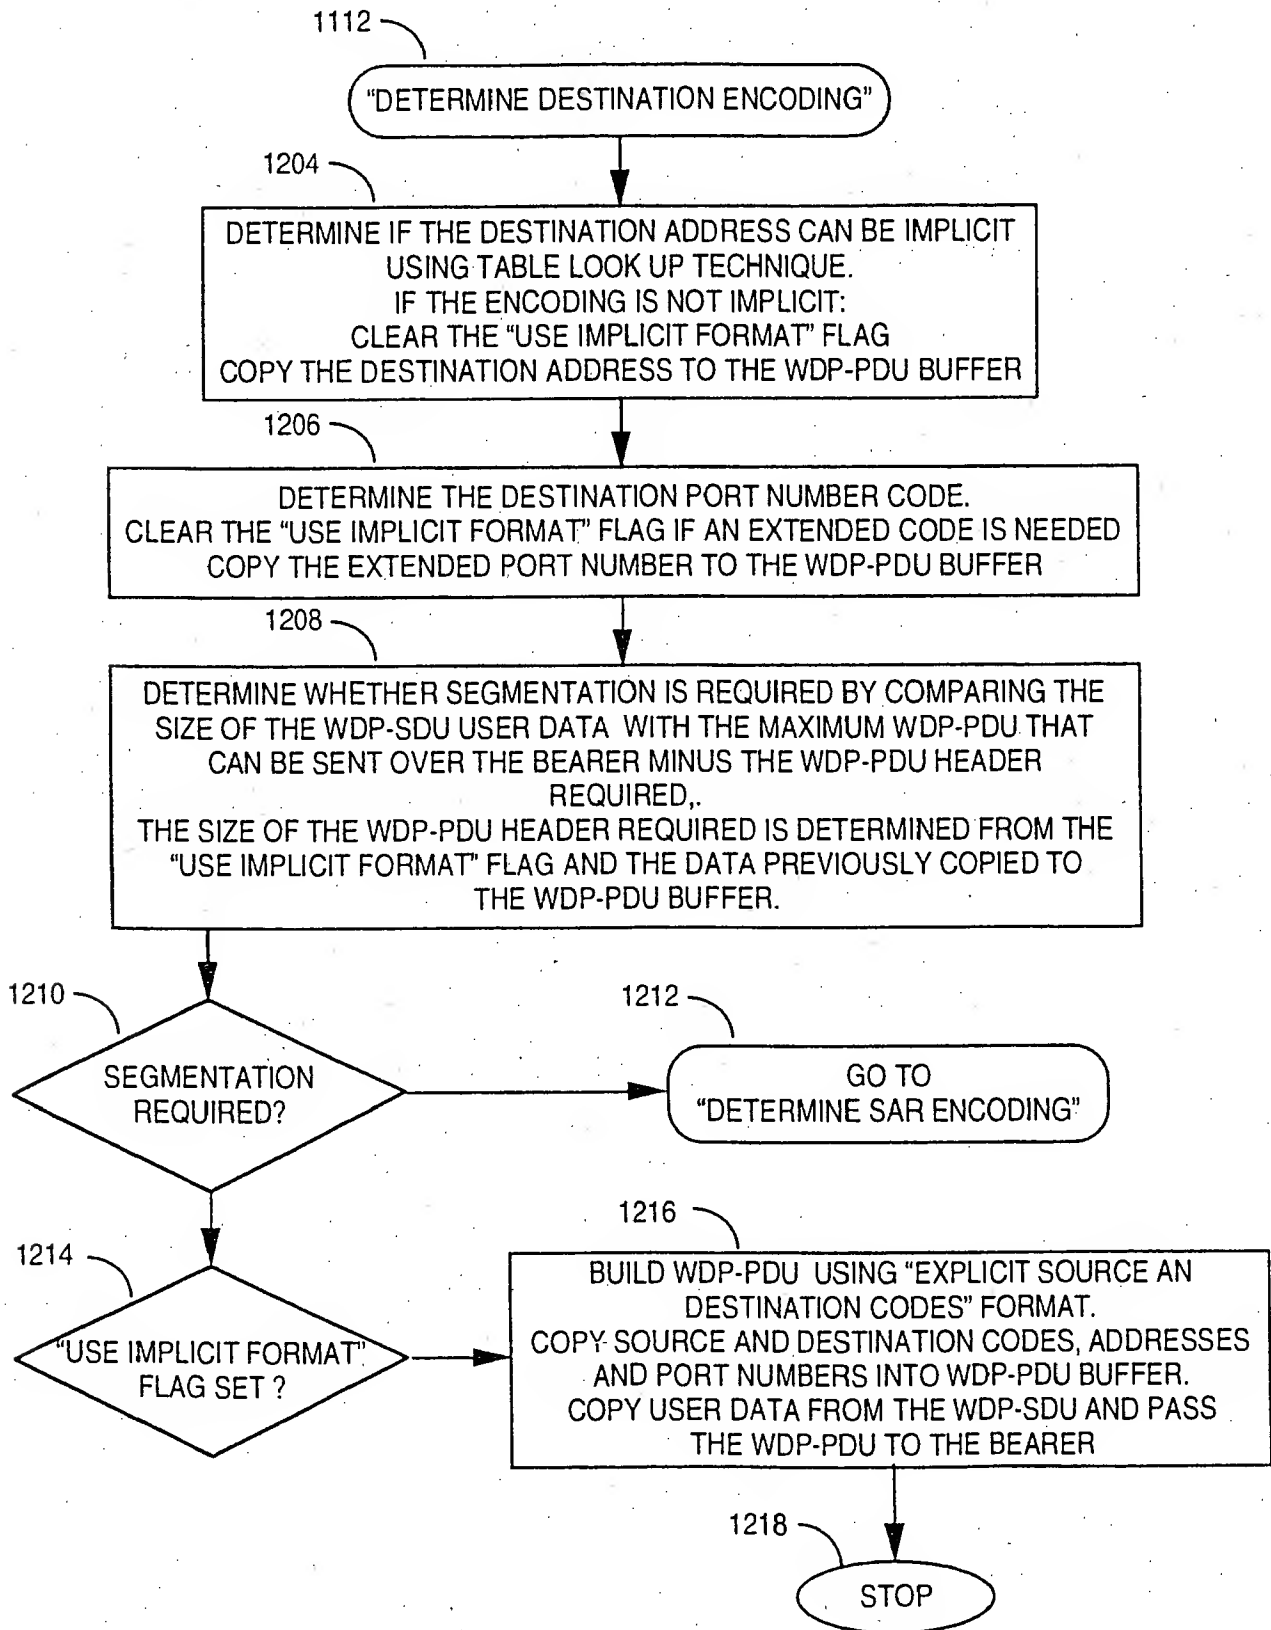 1112
"DETERMINE DESTINATION ENCODING"
1204
DETERMINE IF THE DESTINATION ADDRESS CAN BE IMPLICIT
USING TABLE LOOK UP TECHNIQUE.
IF THE ENCODING IS NOT IMPLICIT:
CLEAR THE "USE IMPLICIT FORMAT" FLAG
COPY THE DESTINATION ADDRESS TO THE WDP-PDU BUFFER
1206
DETERMINE THE DESTINATION PORT NUMBER CODE.
CLEAR THE "USE IMPLICIT FORMAT" FLAG IF AN EXTENDED CODE IS NEEDED
COPY THE EXTENDED PORT NUMBER TO THE WDP-PDU BUFFER
1208
DETERMINE WHETHER SEGMENTATION IS REQUIRED BY COMPARING THE
SIZE OF THE WDP-SDU USER DATA WITH THE MAXIMUM WDP-PDU THAT
CAN BE SENT OVER THE BEARER MINUS THE WDP-PDU HEADER
REQUIRED,.
THE SIZE OF THE WDP-PDU HEADER REQUIRED IS DETERMINED FROM THE
"USE IMPLICIT FORMAT" FLAG AND THE DATA PREVIOUSLY COPIED TO
THE WDP-PDU BUFFER.
1210
SEGMENTATION
REQUIRED?
1212
GO TO
"DETERMINE SAR ENCODING"
1214
"USE IMPLICIT FORMAT"
FLAG SET ?
1216
BUILD WDP-PDU USING "EXPLICIT SOURCE AN
DESTINATION CODES" FORMAT.
COPY SOURCE AND DESTINATION CODES, ADDRESSES
AND PORT NUMBERS INTO WDP-PDU BUFFER.
COPY USER DATA FROM THE WDP-SDU AND PASS
THE WDP-PDU TO THE BEARER
1218
STOP